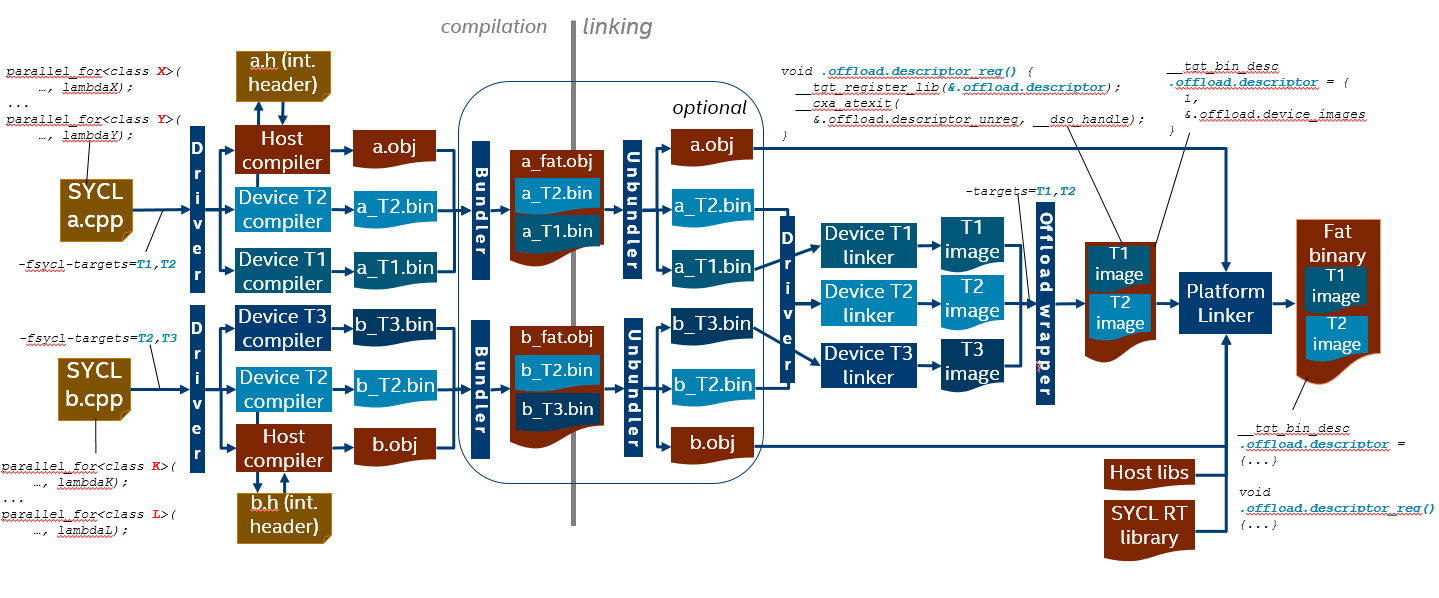 compilation
linking
parallel_for<class X>(
…, lambdaX);
...
parallel_for<class Y>(
…, lambdaY);
SYCL
a.cpp
-fsycl-targets=T1,T2
Driver
a.h (int.
header)
Host
compiler
Device T2
compiler
Device T1
compiler
a.obj
a_T2.bin
a_T1.bin
Bundler
a_fat.obj
a_T2.bin
a_T1.bin
Unbundler
optional
a.obj
a_T2.bin
a_T1.bin
-fsycl-targets=T2,T3
SYCL
b.cpp
parallel_for<class K>(
…, lambdaK);
...
parallel_for<class L>(
…, lambdaL);
Driver
Device T3
compiler
Device T2
compiler
Host
compiler
b.h (int.
header)
b_T3.bin
b_T2.bin
b.obj
Bundler
b_fat.obj
b_T2.bin
b_T3.bin
Unbundler
b_T3.bin
b_T2.bin
b.obj
Driver
Device T1
linker
Device T2
linker
Device T3
linker
T1
image
T2
image
T3
image
void .offload.descriptor_reg() {
__tgt_register_lib(&.offload.descriptor);
__cxa_atexit(
&.offload.descriptor_unreg, __dso_handle);
}
__tgt_bin_desc
.offload.descriptor = {
1,
&.offload.device_images
}
-targets=T1,T2
Offload wrapper
T1
image
T2
image
Platform
Linker
Fat
binary
T1
image
T2
image
__tgt_bin_desc
.offload.descriptor =
{...}
void
.offload.descriptor_reg()
{...}
Host libs
SYCL RT
library